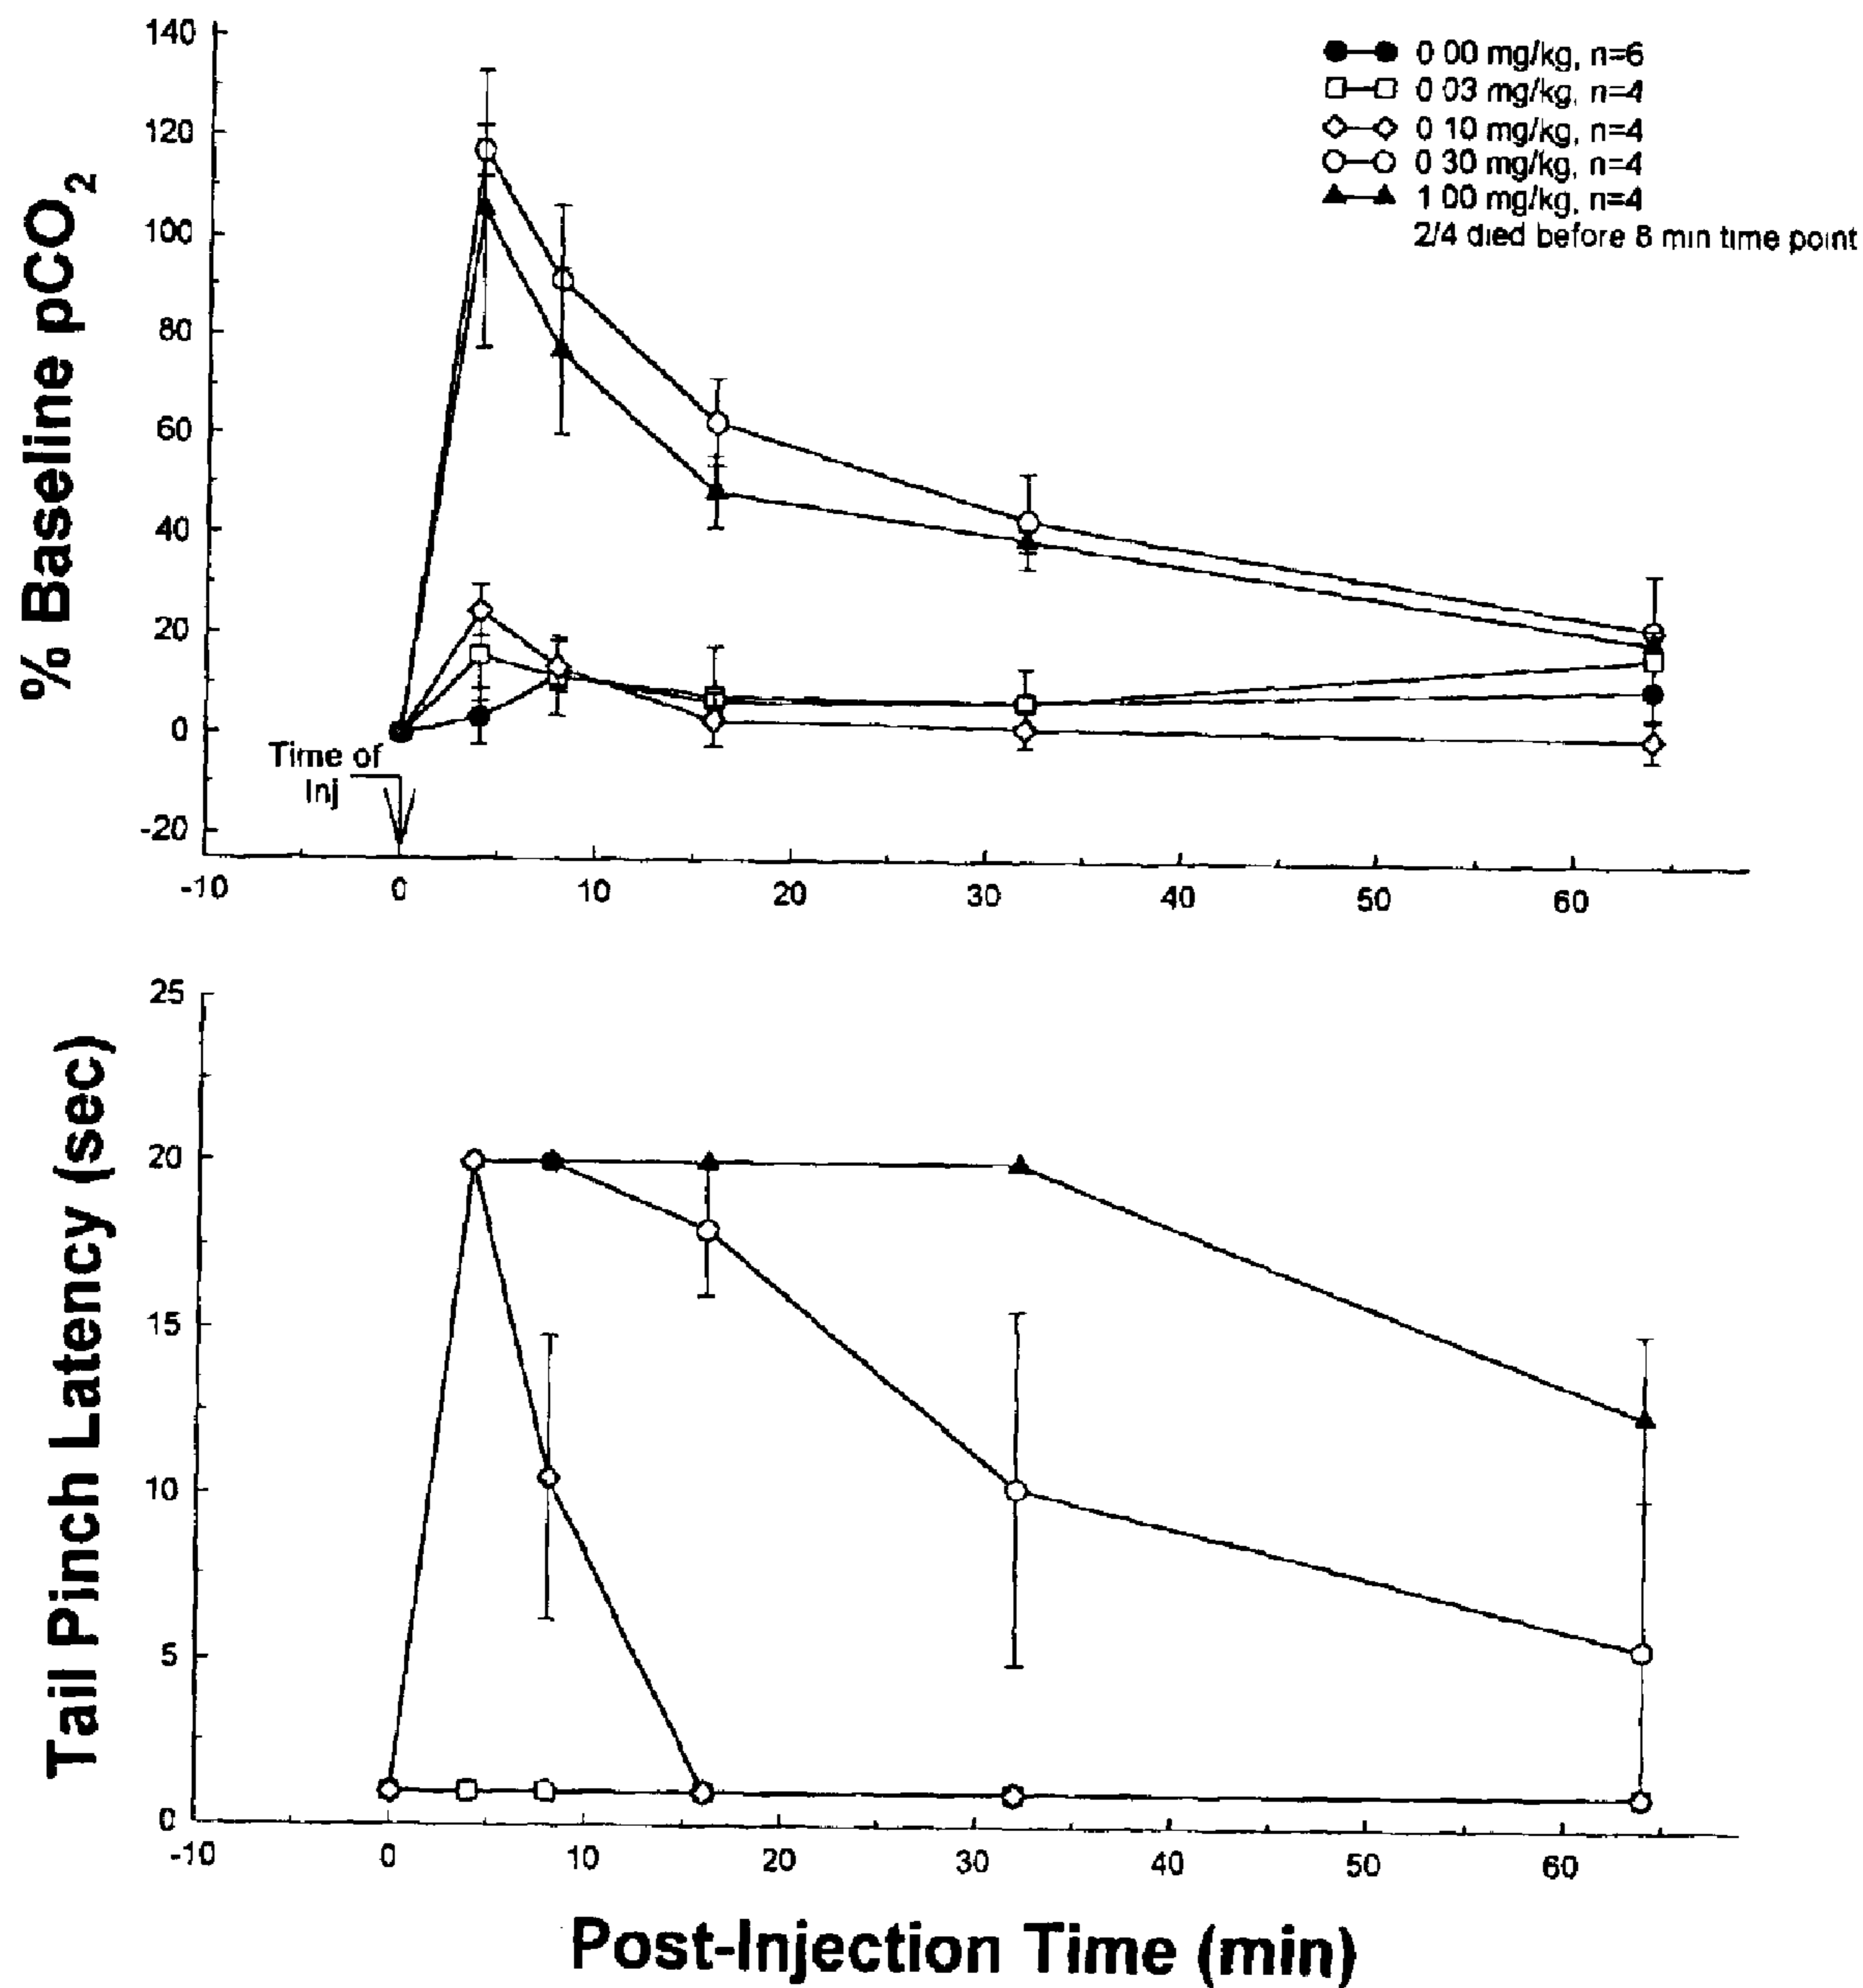 140
120
100
80
60
40
20
0
-20
% Baseline pCO2
0 00 mg/kg, n=6
0 03 mg/kg, n=4
0 10 mg/kg, n=4
0 30 mg/kg, n=4
1 00 mg/kg, n=4
2/4 died before 8 min time point
Time of
Inj
-10 0 10 20 30 40 50 60
25
20
15
10
5
0
Tail Pinch Latency (sec)
-10 0 10 20 30 40 50 60
Post-Injection Time (min)